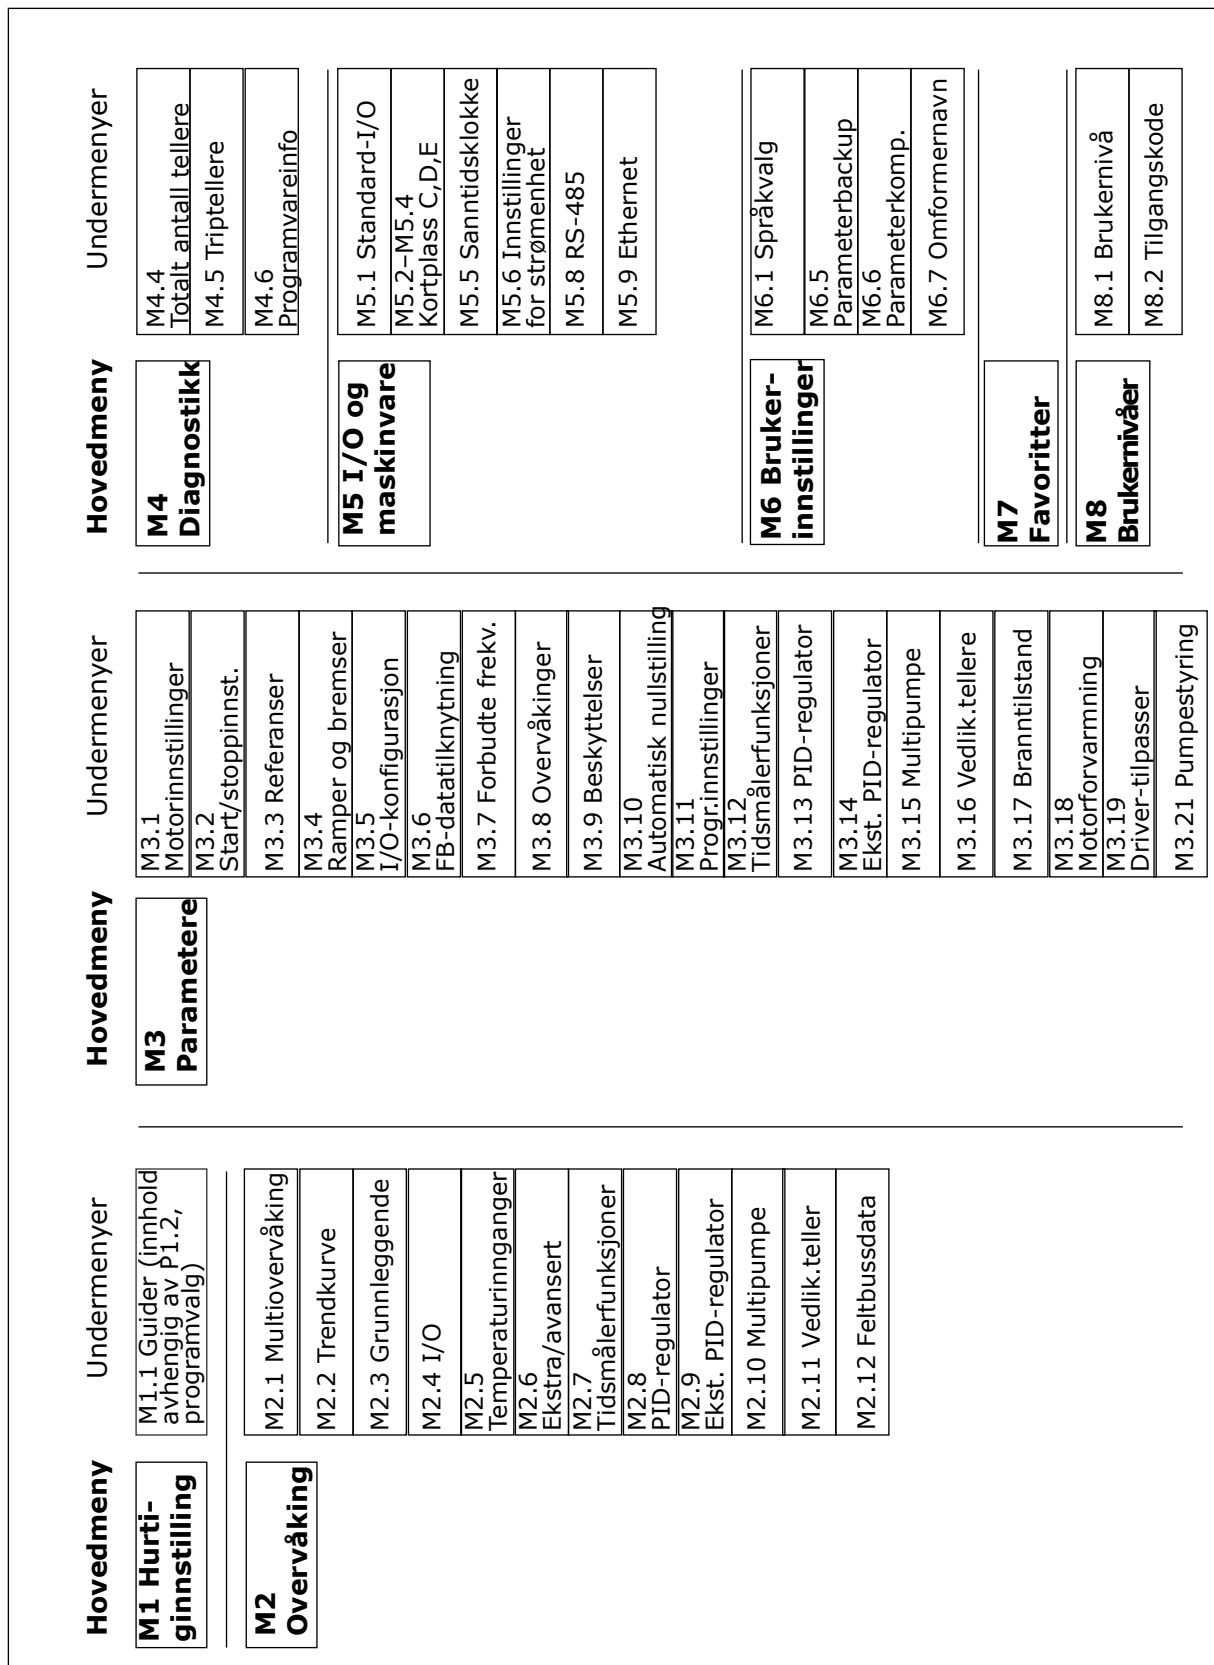 Hovedmeny
Undermenyer
M1 Hurti-
ginnstilling
M1.1 Guider (innhold
avhengig av P1.2,
programvalg)
M2
Overvåking
M2.1 Multiovervåking
M2.2 Trendkurve
M2.3 Grunnleggende
M2.4 I/O
M2.5
Temperaturinnganger
M2.6
Ekstra/avansert
M2.7
Tidsmålerfunksjoner
M2.8
PID-regulator
M2.9
Ekst. PID-regulator
M2.10 Multipumpe
M2.11 Vedlik.teller
M2.12 Feltbussdata
Hovedmeny
Undermenyer
M3
Parametere
M3.1
Motorinnstillinger
M3.2
Start/stoppinnst.
M3.3 Referanser
M3.4
Ramper og bremser
M3.5
I/O-konfigurasjon
M3.6
FB-datatilknytning
M3.7 Forbudte frekv.
M3.8 Overvåkinger
M3.9 Beskyttelser
M3.10
Automatisk nullstilling
M3.11
Progr.innstillinger
M3.12
Tidsmålerfunksjoner
M3.13 PID-regulator
M3.14
Ekst. PID-regulator
M3.15 Multipumpe
M3.16 Vedlik.tellere
M3.17 Branntilstand
M3.18
Motorforvarmning
M3.19
Driver-tilpasser
M3.21 Pumpestyring
Hovedmeny
Undermenyer
M4
Diagnostikk
M4.4
Totalt antall tellere
M4.5 Triptellere
M4.6
Programvareinfo
M5 I/O og
maskinvare
M5.1 Standard-I/O
M5.2–M5.4
Kortplass C,D,E
M5.5 Sanntidsklokke
M5.6 Innstillinger
for strømenhet
M5.8 RS-485
M5.9 Ethernet
M6 Bruker-
innstillinger
M6.1 Språkvalg
M6.5
Parameterbackup
M6.6
Parameterkomp.
M6.7 Omformernavn
M7
Favoritter
M8
Brukernivåer
M8.1 Brukernivå
M8.2 Tilgangskode